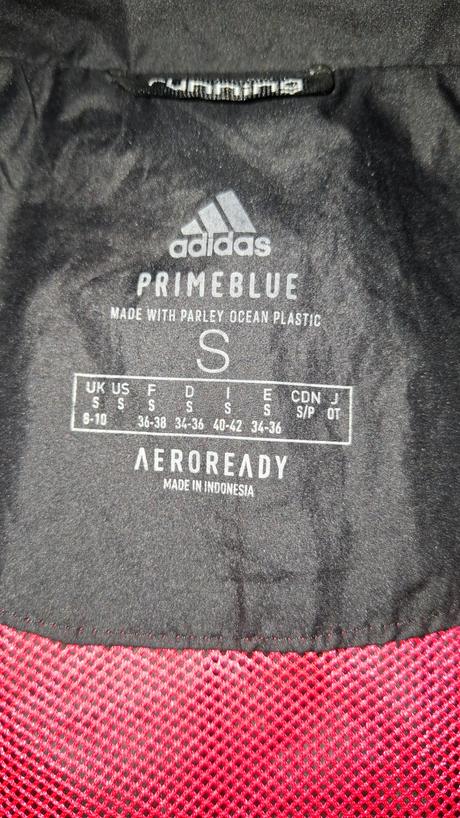 running
adidas
PRIMEBLUE
MADE WITH PARLEY OCEAN PLASTIC
S
UK US F D I E CDN J
S S S S S S S/P OT
8-10 36-38 34-36 40-42 34-36
AEROREADY
MADE IN INDONESIA